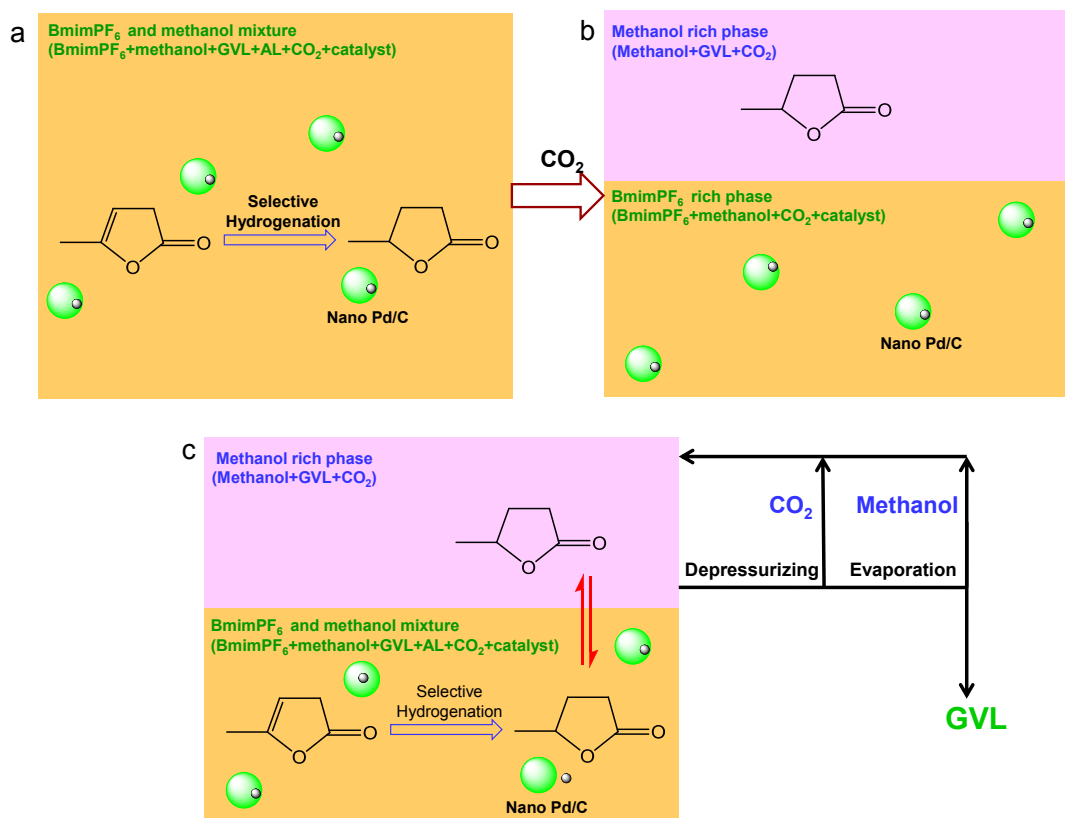 a
BmimPF₆ and methanol mixture
(BmimPF₆+methanol+GVL+AL+CO₂+catalyst)
Selective
Hydrogenation
O
O
O
O
Nano Pd/C
CO₂
b
Methanol rich phase
(Methanol+GVL+CO₂)
O
O
BmimPF₆ rich phase
(BmimPF₆+methanol+CO₂+catalyst)
Nano Pd/C
c
Methanol rich phase
(Methanol+GVL+CO₂)
O
O
BmimPF₆ and methanol mixture
(BmimPF₆+methanol+GVL+AL+CO₂+catalyst)
Selective
Hydrogenation
O
O
O
O
Nano Pd/C
CO₂
Methanol
Depressurizing
Evaporation
GVL